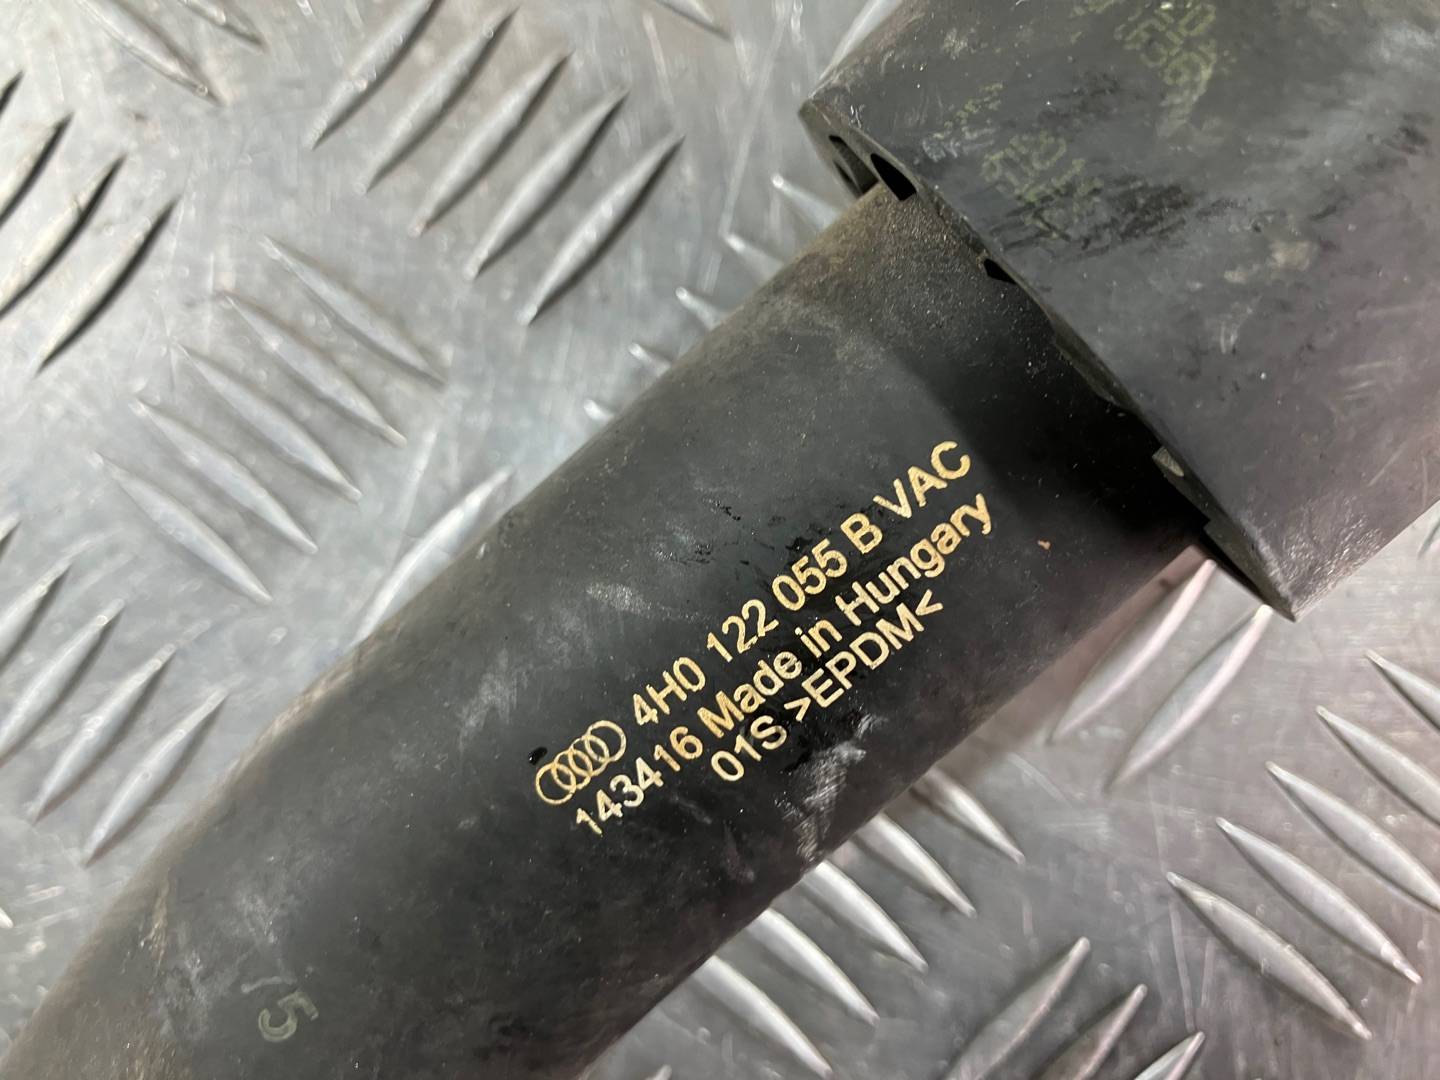 4H0 122 055 B VAC
143416 Made in Hungary
01S >EPDM<